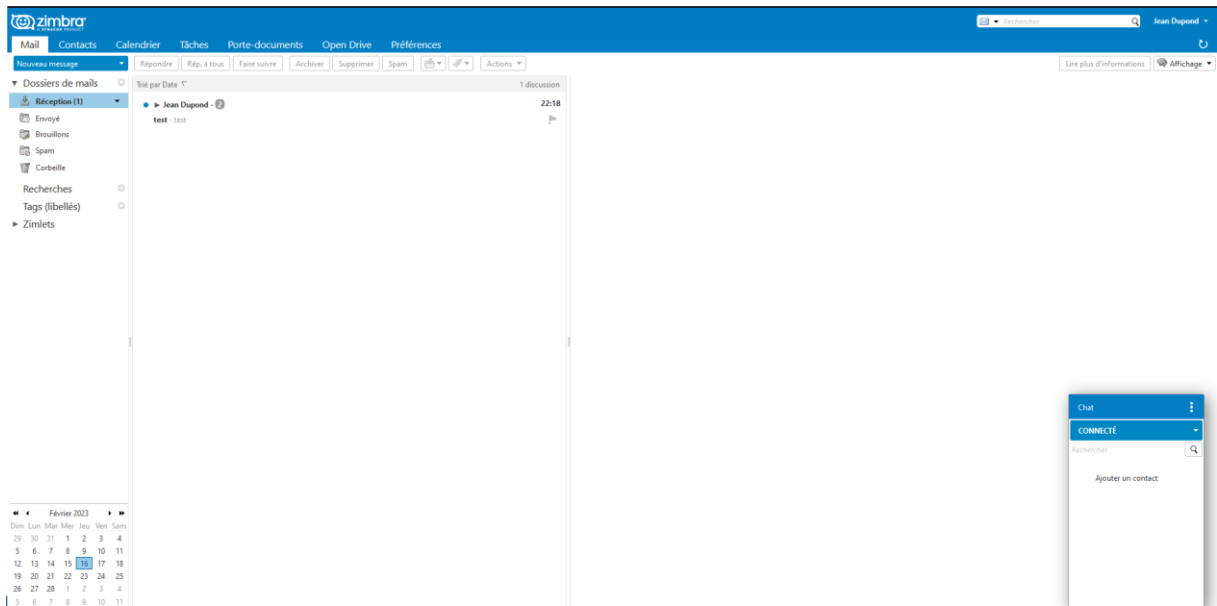 zimbra
A SYNACOR PRODUCT
Rechercher
Jean Dupond
Mail Contacts Calendrier Tâches Porte-documents Open Drive Préférences
Nouveau message Répondre Rép. à tous Faire suivre Archiver Supprimer Spam Actions Lire plus d'informations Affichage
Dossiers de mails
Réception (1)
Envoyé
Brouillons
Spam
Corbeille
Recherches
Tags (libellés)
Zimlets
Trié par Date 1 discussion
Jean Dupond - 2 22:18
test - test
Chat
CONNECTÉ
Rechercher
Ajouter un contact
Février 2023
Dim Lun Mar Mer Jeu Ven Sam
29 30 31 1 2 3 4
5 6 7 8 9 10 11
12 13 14 15 16 17 18
19 20 21 22 23 24 25
26 27 28 1 2 3 4
5 6 7 8 9 10 11